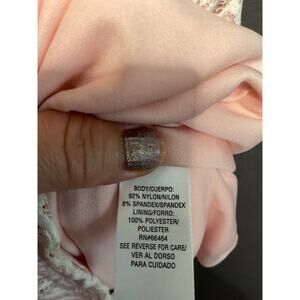 BODY/CUERPO:
92% NYLON/NILON
8% SPANDEX/SPANDEX
LINING/FORRO:
100% POLYESTER/
POLIESTER
RN#66464
SEE REVERSE FOR CARE/
VER AL DORSO
PARA CUIDADO